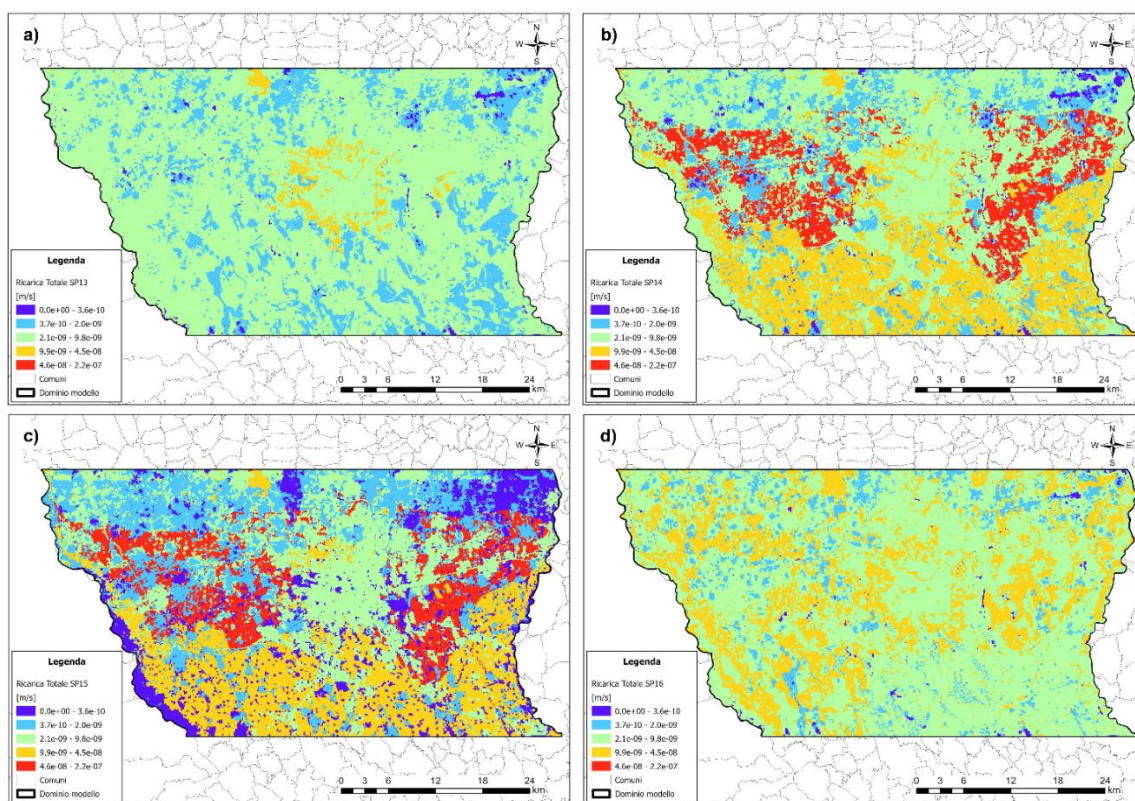 a)
N
W E
S
Legenda
Ricarica Totale SP13
[m/s]
0.0e+00 - 3.6e-10
3.7e-10 - 2.0e-09
2.1e-09 - 9.8e-09
9.9e-09 - 4.5e-08
4.6e-08 - 2.2e-07
Comuni
Dominio modello
0 3 6 12 18 24
km
b)
N
W E
S
Legenda
Ricarica Totale SP14
[m/s]
0.0e+00 - 3.6e-10
3.7e-10 - 2.0e-09
2.1e-09 - 9.8e-09
9.9e-09 - 4.5e-08
4.6e-08 - 2.2e-07
Comuni
Dominio modello
0 3 6 12 18 24
km
c)
N
W E
S
Legenda
Ricarica Totale SP15
[m/s]
0.0e+00 - 3.6e-10
3.7e-10 - 2.0e-09
2.1e-09 - 9.8e-09
9.9e-09 - 4.5e-08
4.6e-08 - 2.2e-07
Comuni
Dominio modello
0 3 6 12 18 24
km
d)
N
W E
S
Legenda
Ricarica Totale SP16
[m/s]
0.0e+00 - 3.6e-10
3.7e-10 - 2.0e-09
2.1e-09 - 9.8e-09
9.9e-09 - 4.5e-08
4.6e-08 - 2.2e-07
Comuni
Dominio modello
0 3 6 12 18 24
km